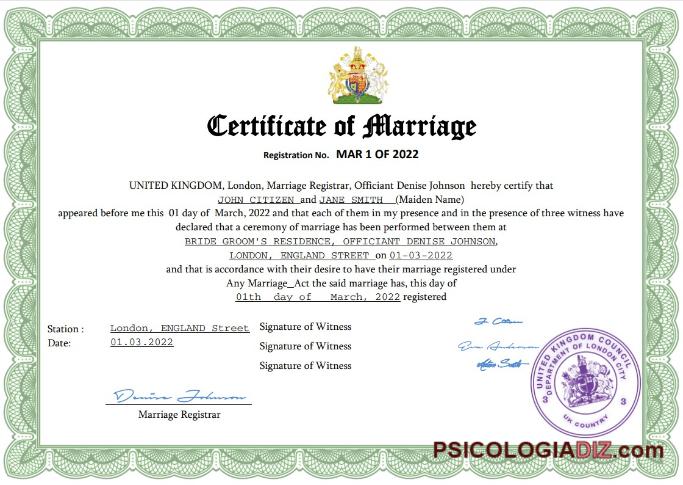 Certificate of Marriage
Registration No. MAR 1 OF 2022
UNITED KINGDOM, London, Marriage Registrar, Officiant Denise Johnson hereby certify that
JOHN CITIZEN and JANE SMITH (Maiden Name)
appeared before me this 01 day of March, 2022 and that each of them in my presence and in the presence of three witness have
declared that a ceremony of marriage has been performed between them at
BRIDE GROOM'S RESIDENCE, OFFICIANT DENISE JOHNSON,
LONDON, ENGLAND STREET on 01-03-2022
and that is accordance with their desire to have their marriage registered under
Any Marriage_Act the said marriage has, this day of
01th day of March, 2022 registered
Station : London, ENGLAND Street Signature of Witness
Date: 01.03.2022 Signature of Witness
Signature of Witness
Denise Johnson
Marriage Registrar
UNITED KINGDOM COUNCIL
DEPARTMENT OF LONDON CITY
3 3
UK COUNTRY
PSICOLOGIADIZ.com